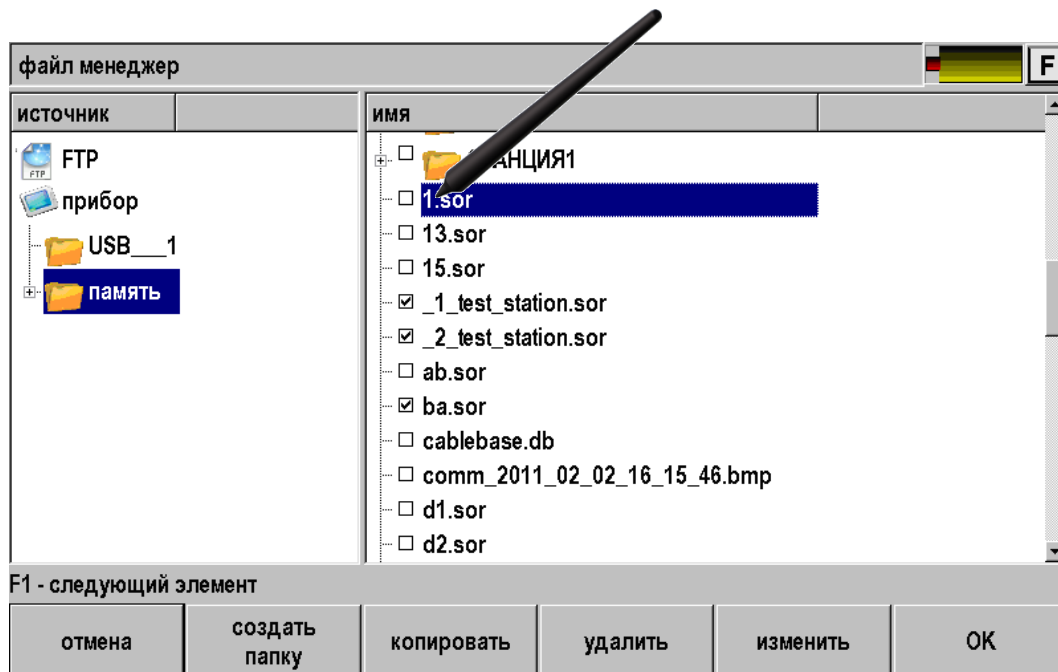 файл менеджер
F
источник
имя
FTP
FTP
прибор
USB___1
память
1.sor
13.sor
15.sor
_1_test_station.sor
_2_test_station.sor
ab.sor
ba.sor
cablebase.db
comm_2011_02_02_16_15_46.bmp
d1.sor
d2.sor
F1 - следующий элемент
отмена
создать
папку
копировать
удалить
изменить
OK